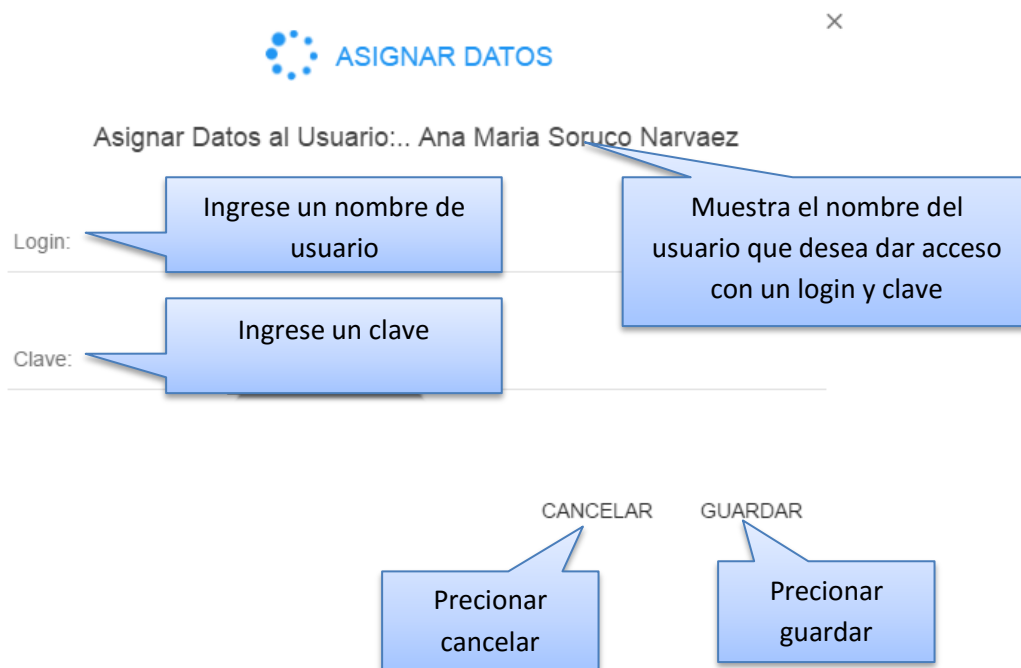 ×
ASIGNAR DATOS
Asignar Datos al Usuario:.. Ana Maria Soruco Narvaez
Ingrese un nombre de
usuario
Muestra el nombre del
usuario que desea dar acceso
con un login y clave
Login:
Ingrese un clave
Clave:
CANCELAR
GUARDAR
Precionar
cancelar
Precionar
guardar